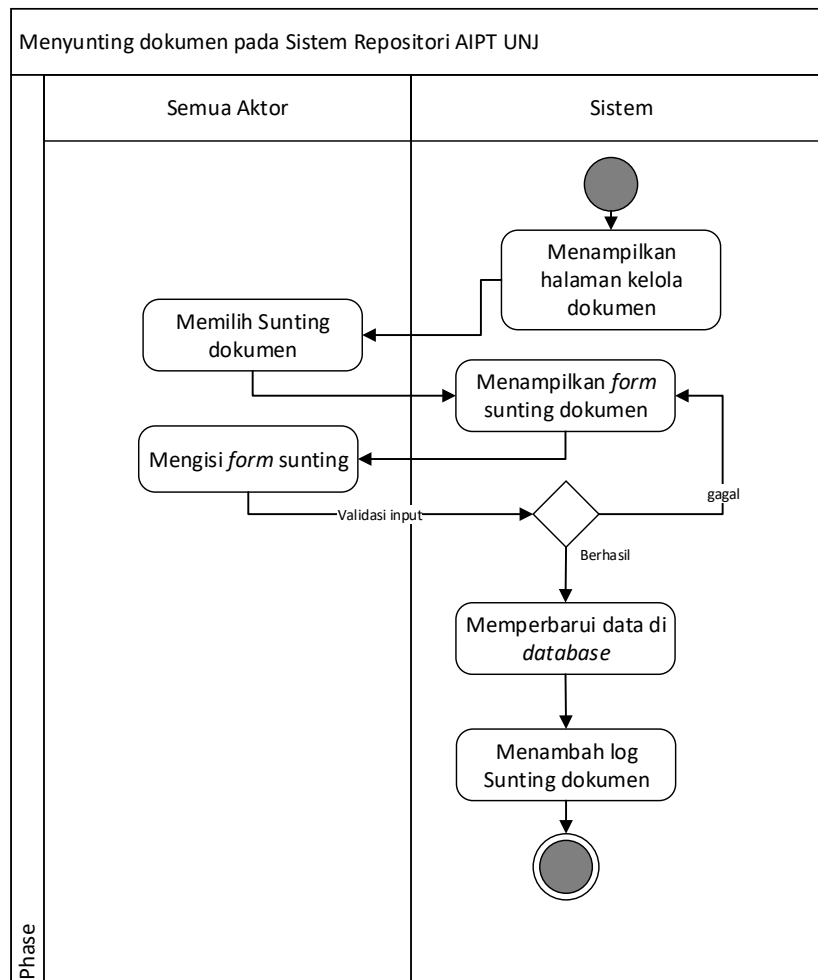 Menyunting dokumen pada Sistem Repositori AIPT UNJ
Semua Aktor
Sistem
Menampilkan
halaman kelola
dokumen
Memilih Sunting
dokumen
Menampilkan form
sunting dokumen
Mengisi form sunting
gagal
Validasi input
Berhasil
Memperbarui data di
database
Menambah log
Sunting dokumen
Phase